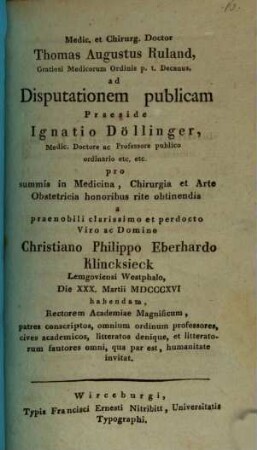 Medic. et Chirurg. Doctor
Thomas Augustus Ruland,
Gratiosi Medicorum Ordinis p. t. Decanus.
ad
Disputationem publicam
Praeside
Ignatio Döllinger,
Medic. Doctore ac Professore publico
ordinario etc. etc.
pro
summis in Medicina, Chirurgia et Arte
Obstetricia honoribus rite obtinendis
a
praenobili clarissimo et perdocto
Viro ac Domino
Christiano Philippo Eberhardo
Klincksieck
Lemgoviensi Westphalo,
Die XXX. Martii MDCCCXVI
habendam,
Rectorem Academiae Magnificum,
patres conscriptos, omnium ordinum professores,
cives academicos, litteratos denique, et litterato-
rum fautores omni, qua par est, humanitate
invitat.
Wirceburgi,
Typis Francisci Ernesti Nitribitt, Universitatis
Typographi.